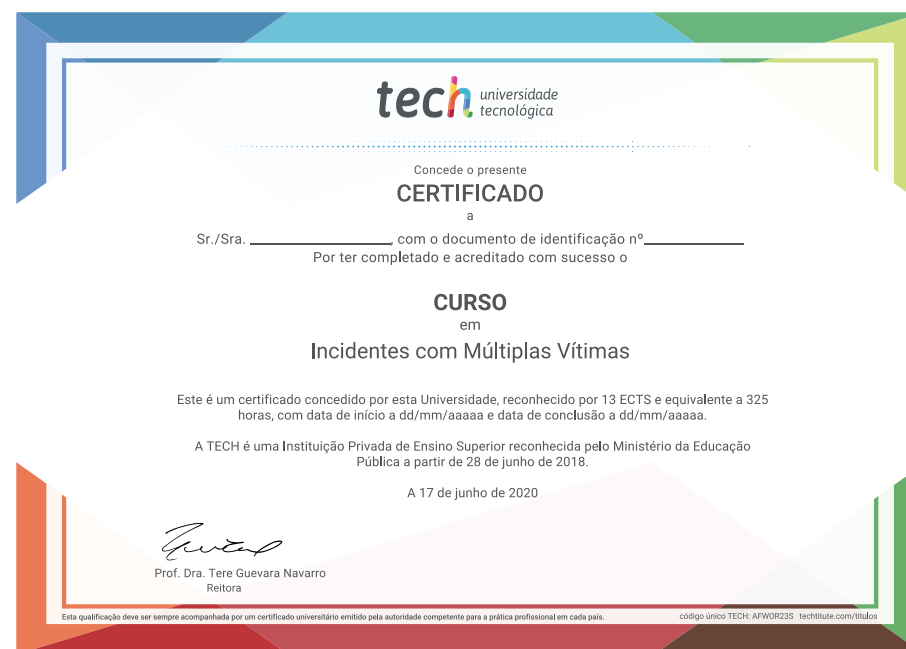 tech universidade
tecnológica
Concede o presente
CERTIFICADO
a
Sr./Sra. ____________________, com o documento de identificação nº______________
Por ter completado e acreditado com sucesso o
CURSO
em
Incidentes com Múltiplas Vítimas
Este é um certificado concedido por esta Universidade, reconhecido por 13 ECTS e equivalente a 325
horas, com data de início a dd/mm/aaaaa e data de conclusão a dd/mm/aaaaa.
A TECH é uma Instituição Privada de Ensino Superior reconhecida pelo Ministério da Educação
Pública a partir de 28 de junho de 2018.
A 17 de junho de 2020
Prof. Dra. Tere Guevara Navarro
Reitora
Esta qualificação deve ser sempre acompanhada por um certificado universitário emitido pela autoridade competente para a prática profissional em cada país.
código único TECH: AFWOR23S techtitute.com/titulos